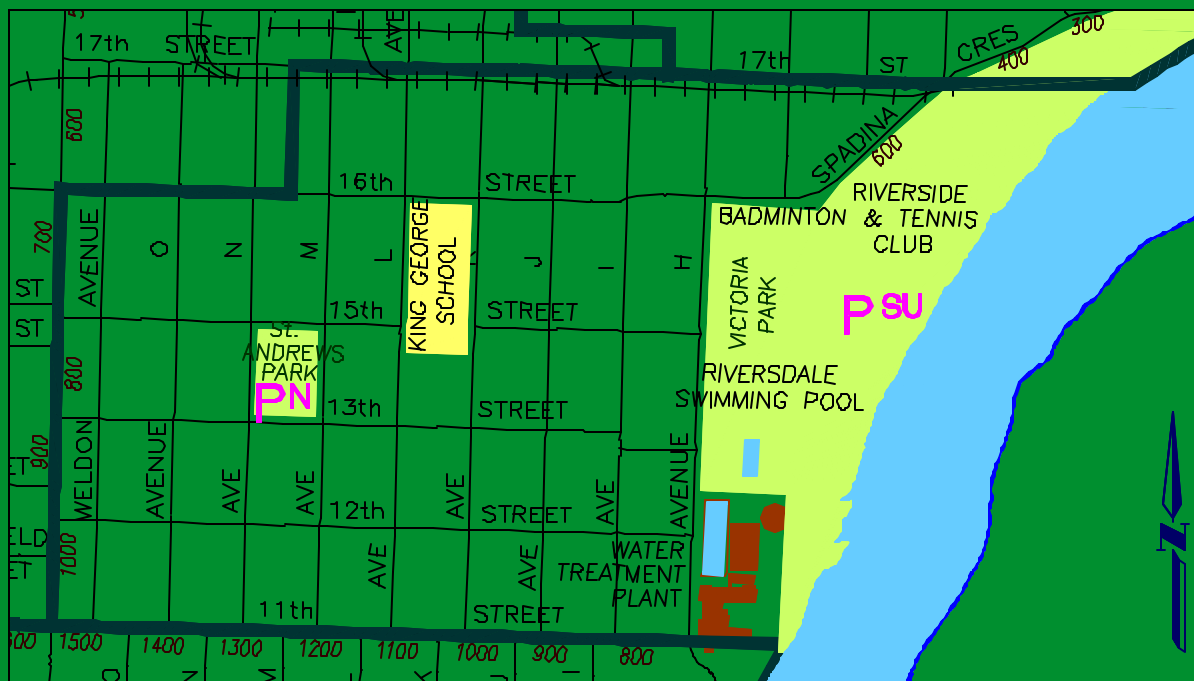 17th STREET
AVE
17th ST
CRES
300
400
600
SPADINA
600
16th STREET
RIVERSIDE
BADMINTON & TENNIS
CLUB
700
AVENUE
O
N
M
L
KING GEORGE
SCHOOL
J
I
H
VICTORIA
PARK
P SU
ST
ST
15th STREET
St.
ANDREWS
PARK
PN
800
RIVERSDALE
SWIMMING POOL
13th STREET
900
WELDON
AVENUE
AVE
AVE
AVE
AVE
AVENUE
12th STREET
1000
AVE
AVE
WATER
TREATMENT
PLANT
11th STREET
1500
1400
1300
1200
1100
1000
900
800
N